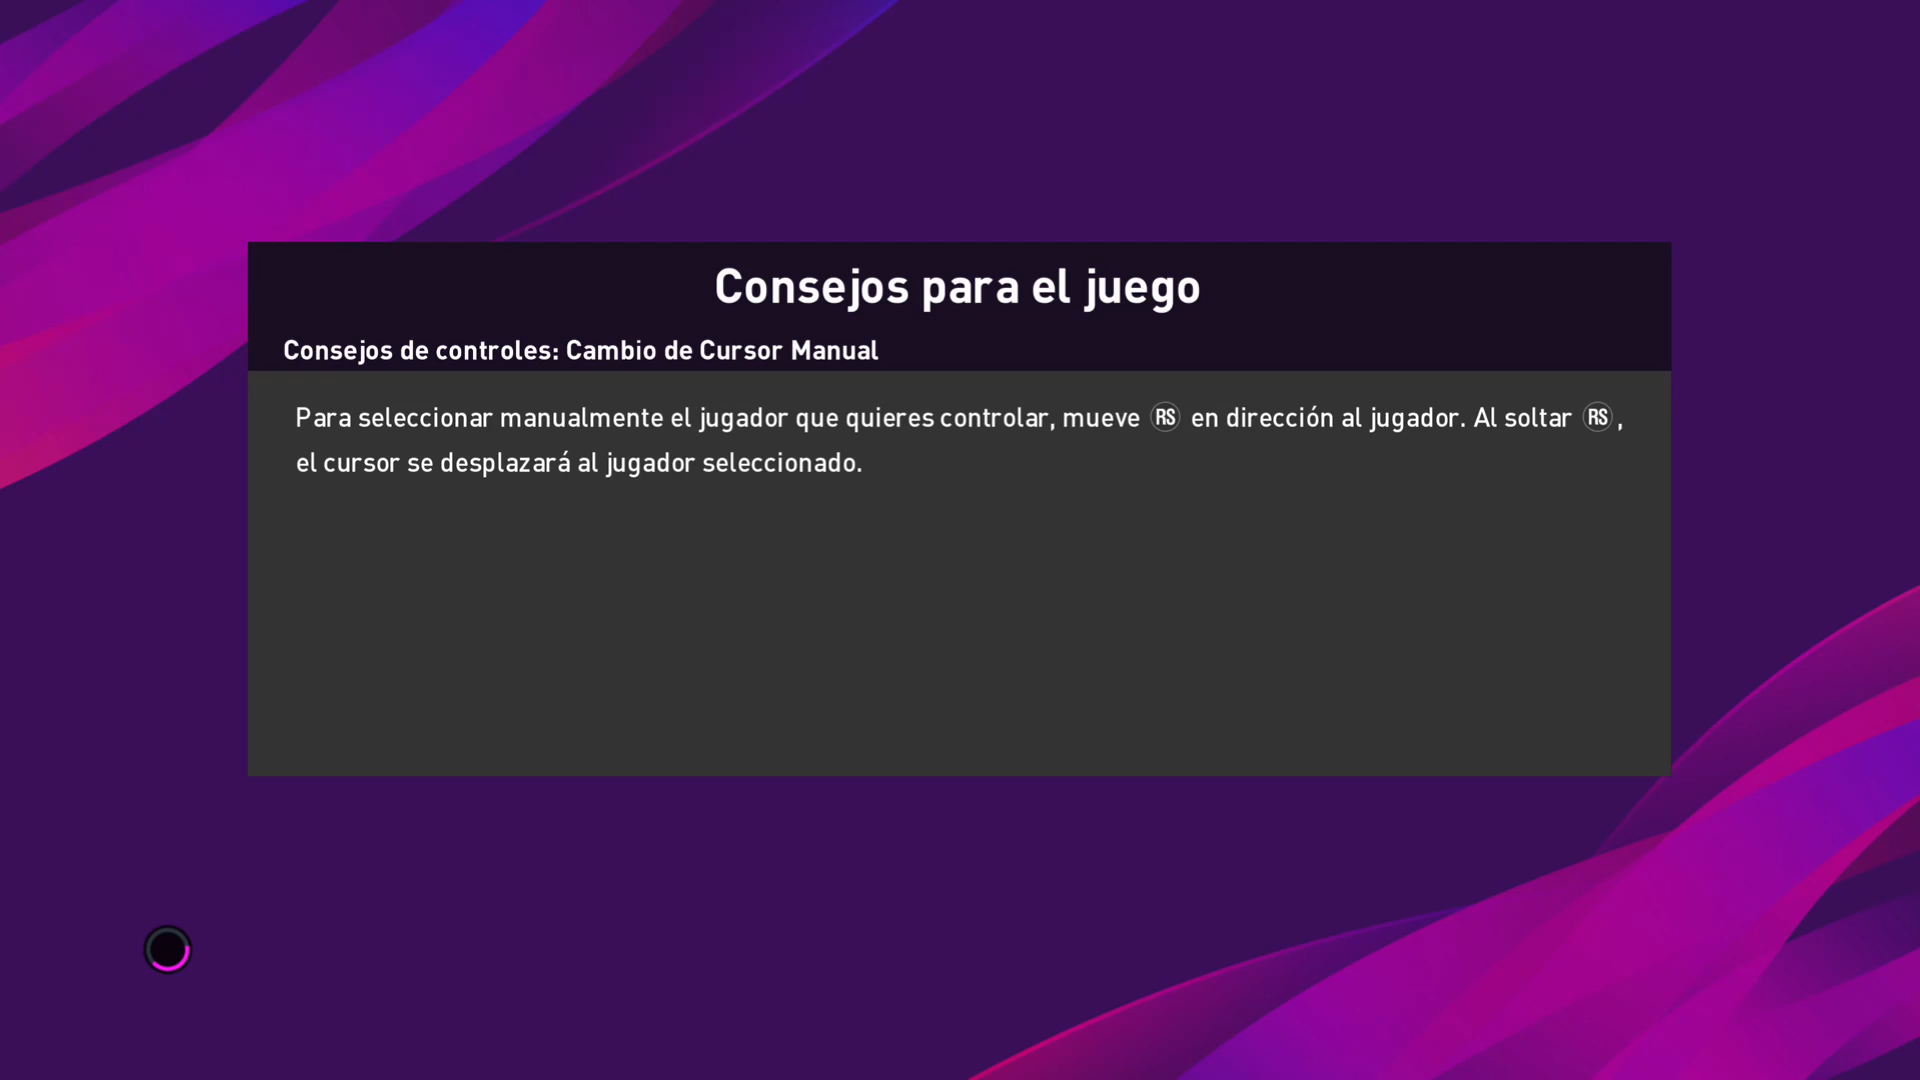 Consejos para el juego
Consejos de controles: Cambio de Cursor Manual
Para seleccionar manualmente el jugador que quieres controlar, mueve RS en dirección al jugador. Al soltar RS,
el cursor se desplazará al jugador seleccionado.